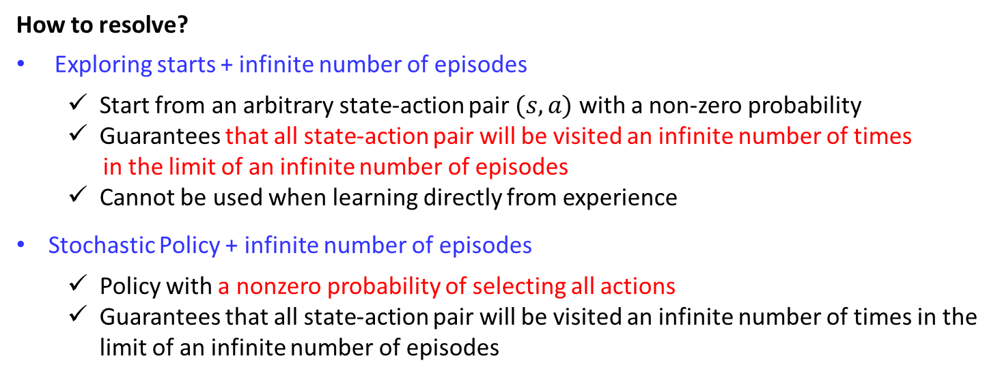 How to resolve?
• Exploring starts + infinite number of episodes
✓ Start from an arbitrary state-action pair (s, a) with a non-zero probability
✓ Guarantees that all state-action pair will be visited an infinite number of times
in the limit of an infinite number of episodes
✓ Cannot be used when learning directly from experience
• Stochastic Policy + infinite number of episodes
✓ Policy with a nonzero probability of selecting all actions
✓ Guarantees that all state-action pair will be visited an infinite number of times in the
limit of an infinite number of episodes